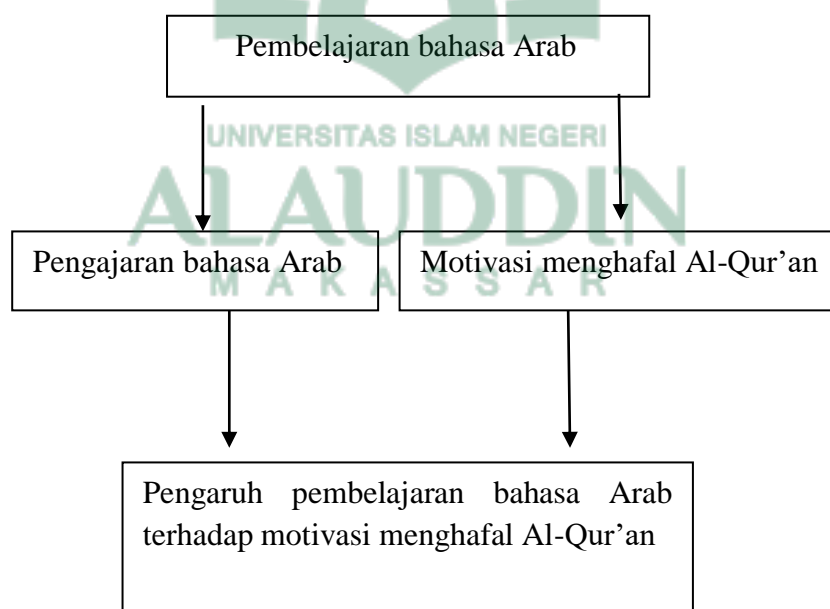 Pembelajaran bahasa Arab
UNIVERSITAS ISLAM NEGERI
ALAUDDIN
Pengajaran bahasa Arab
Motivasi menghafal Al-Qur’an
MAKASSAR
Pengaruh pembelajaran bahasa Arab
terhadap motivasi menghafal Al-Qur’an